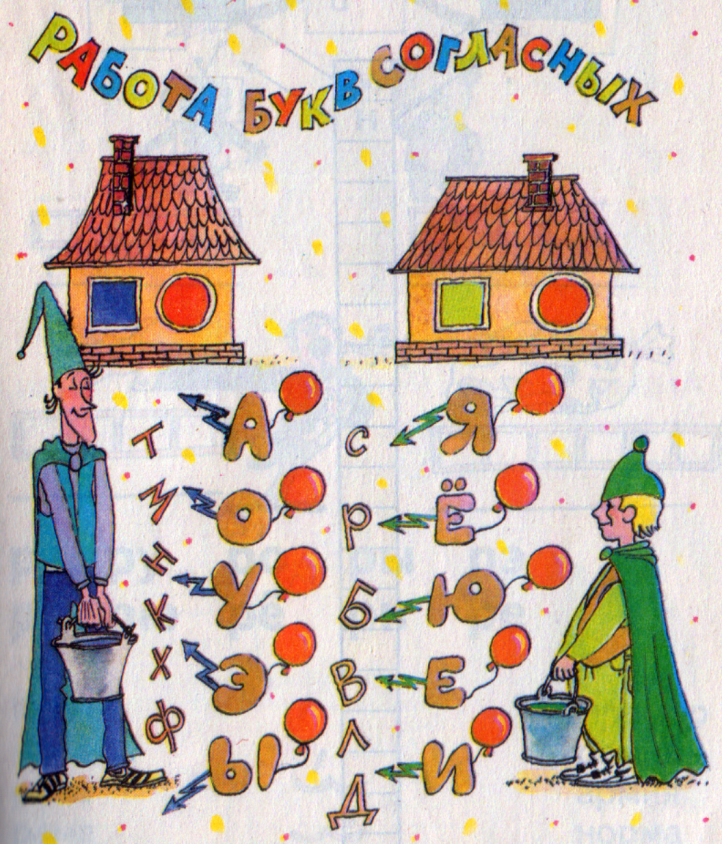 РАБОТА БУКВ СОГЛАСНЫХ
Т А С Я
М О Р Ё
Н У Б Ю
К Э В Е
Х Ы Л И
Ф Д